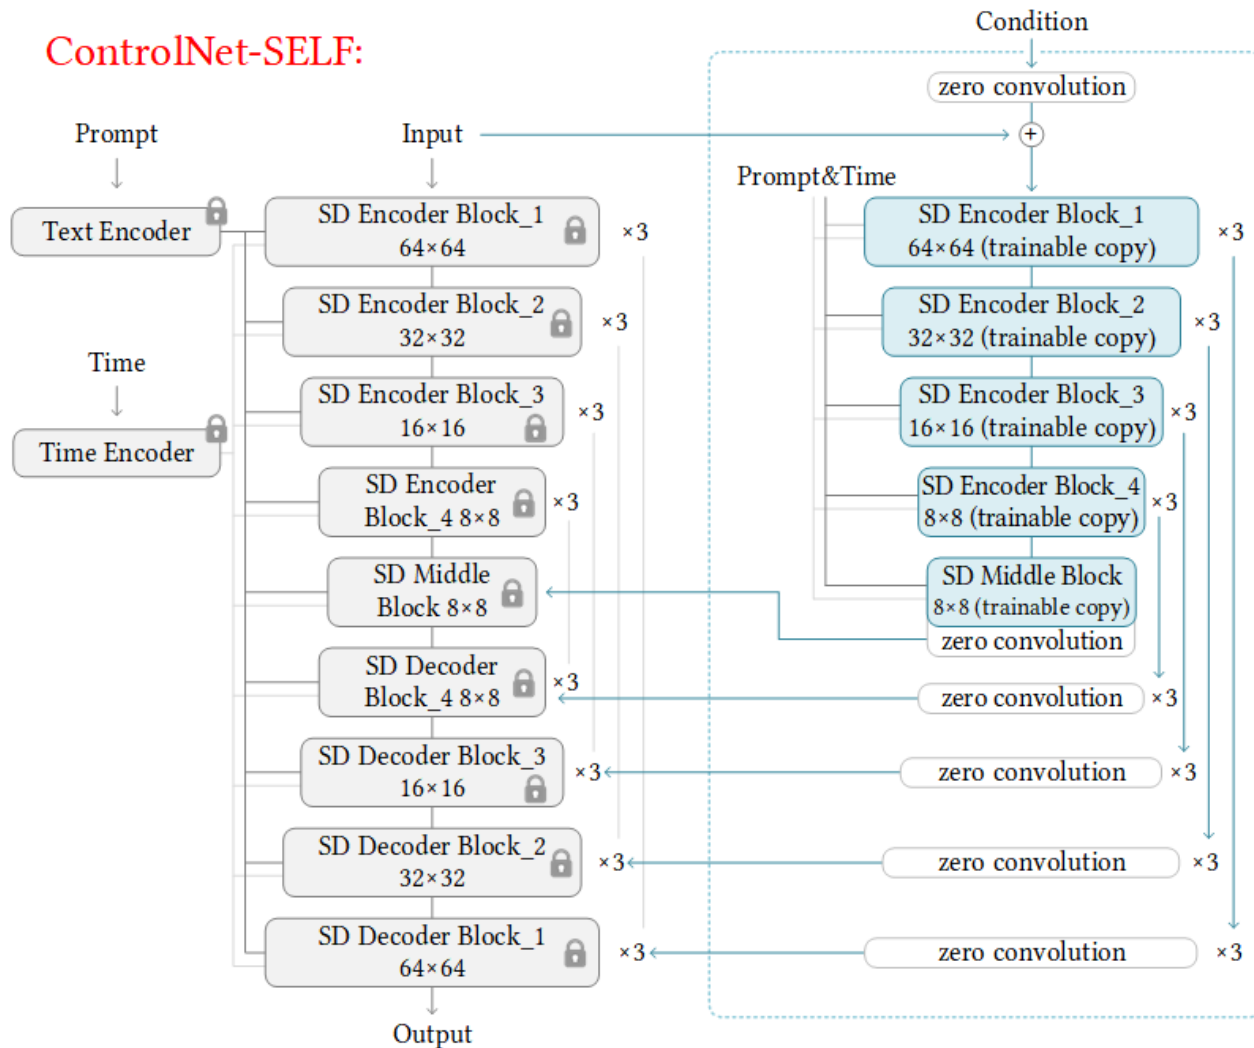 ControlNet-SELF:
Condition
zero convolution
Prompt
Input
+
Prompt&Time
Text Encoder
SD Encoder Block_1
64×64
×3
SD Encoder Block_1
64×64 (trainable copy)
×3
SD Encoder Block_2
32×32
×3
SD Encoder Block_2
32×32 (trainable copy)
×3
Time
Time Encoder
SD Encoder Block_3
16×16
×3
SD Encoder Block_3
16×16 (trainable copy)
×3
SD Encoder
Block_4 8×8
×3
SD Encoder Block_4
8×8 (trainable copy)
×3
SD Middle
Block 8×8
SD Middle Block
8×8 (trainable copy)
zero convolution
SD Decoder
Block_4 8×8
×3
zero convolution
×3
SD Decoder Block_3
16×16
×3
zero convolution
×3
SD Decoder Block_2
32×32
×3
zero convolution
×3
SD Decoder Block_1
64×64
×3
zero convolution
×3
Output